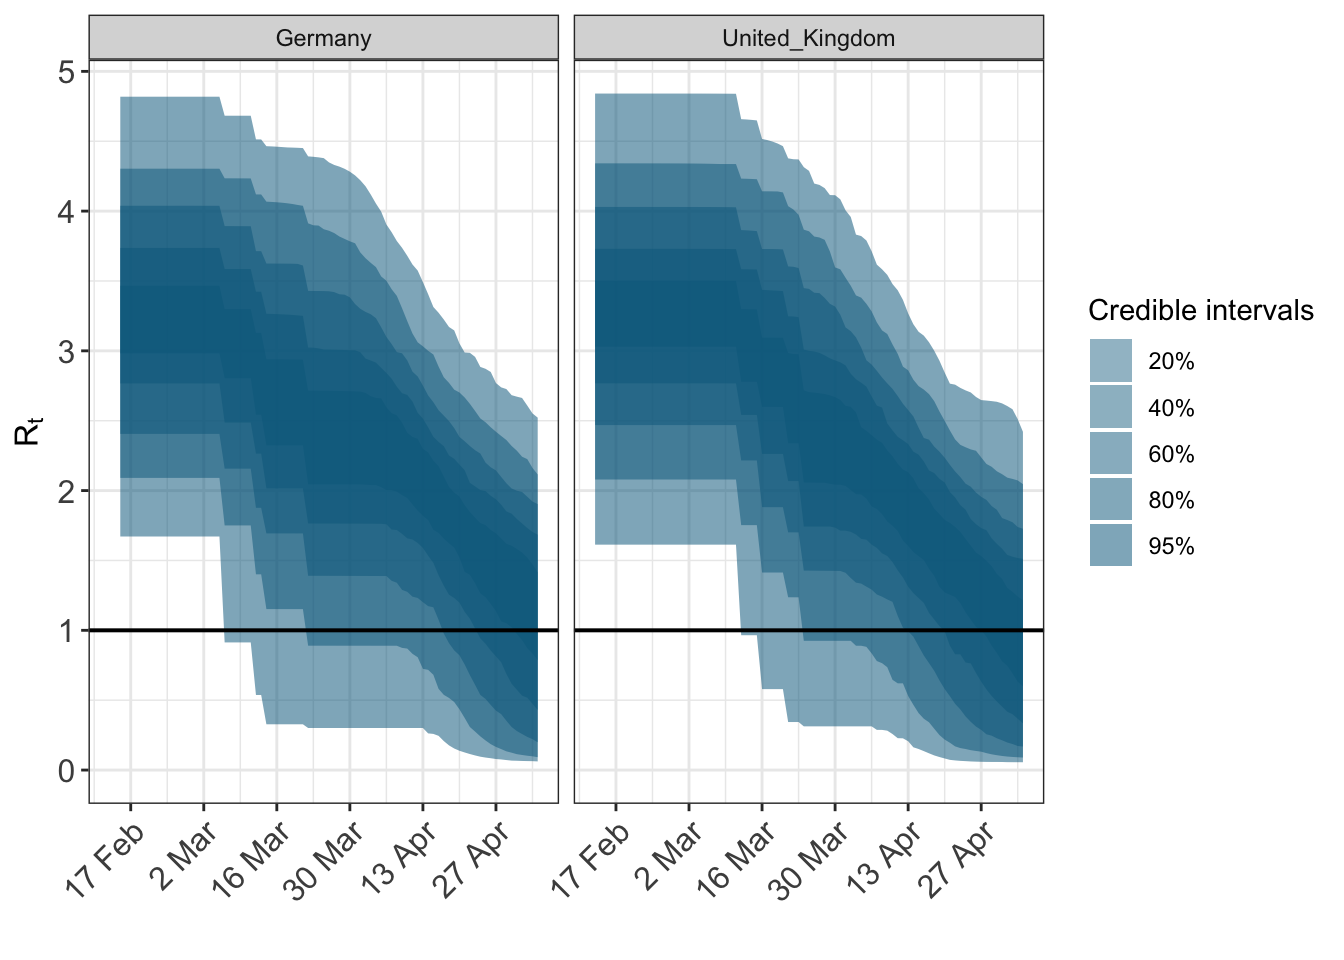 Germany
United_Kingdom
5
4
3
2
1
0
Rt
17 Feb
2 Mar
16 Mar
30 Mar
13 Apr
27 Apr
17 Feb
2 Mar
16 Mar
30 Mar
13 Apr
27 Apr
Credible intervals
20%
40%
60%
80%
95%